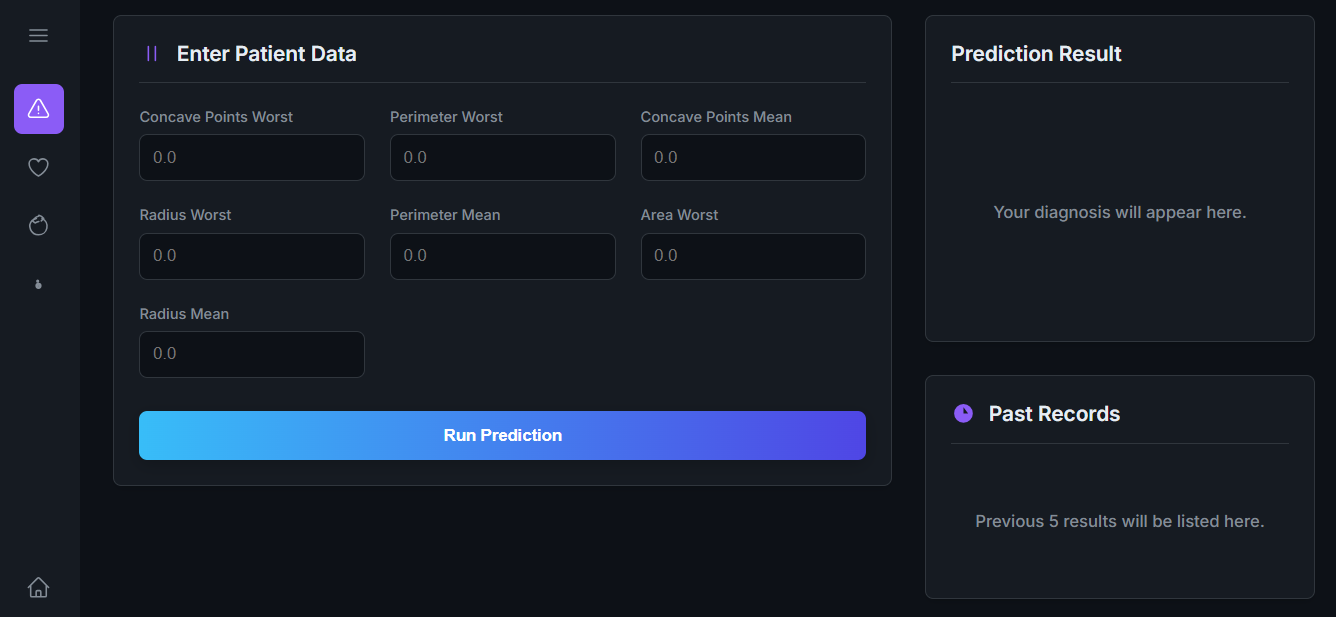 Enter Patient Data
Concave Points Worst
Perimeter Worst
Concave Points Mean
0.0
0.0
0.0
Radius Worst
Perimeter Mean
Area Worst
0.0
0.0
0.0
Radius Mean
0.0
Run Prediction
Prediction Result
Your diagnosis will appear here.
Past Records
Previous 5 results will be listed here.